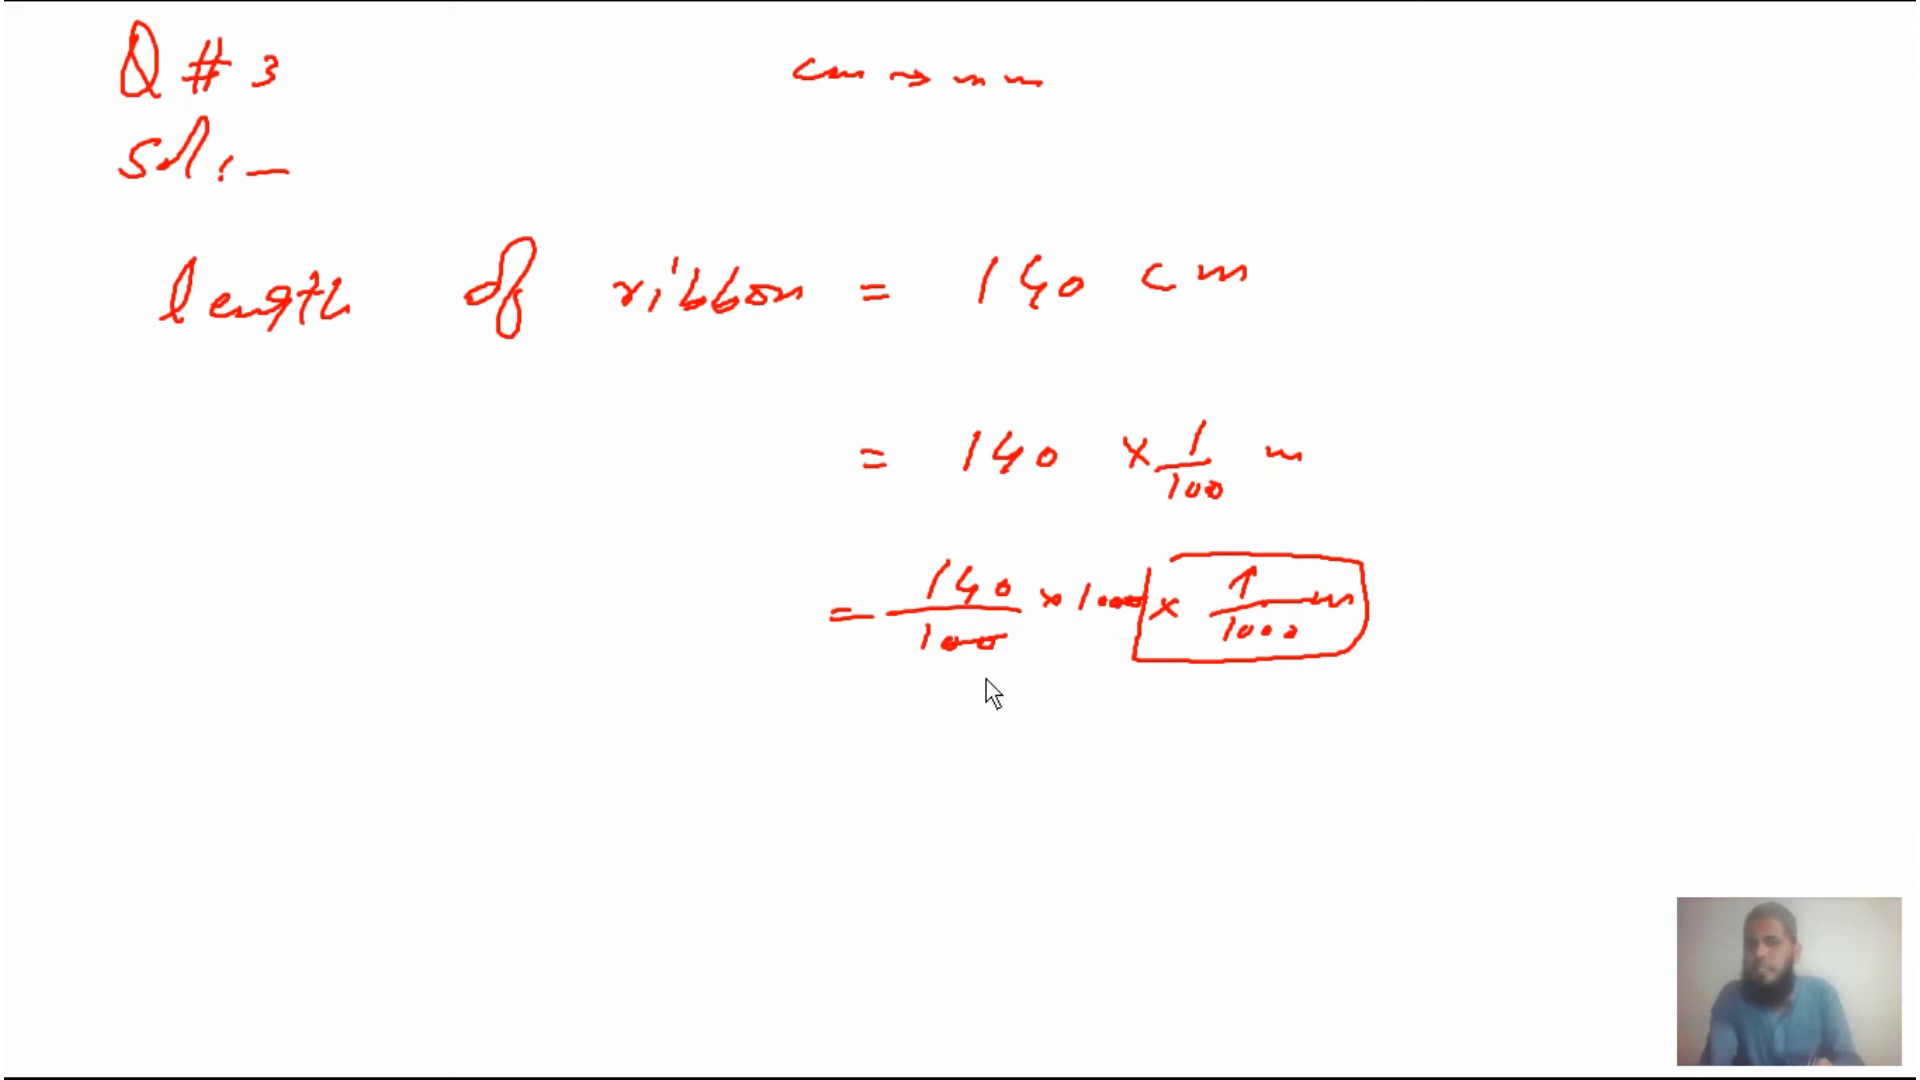 Q # 3
cm → mm
Sol: —
length of ribbon = 140 cm
= 140 × 1/100 m
= 140/100 × 1000 × 1/1000 m